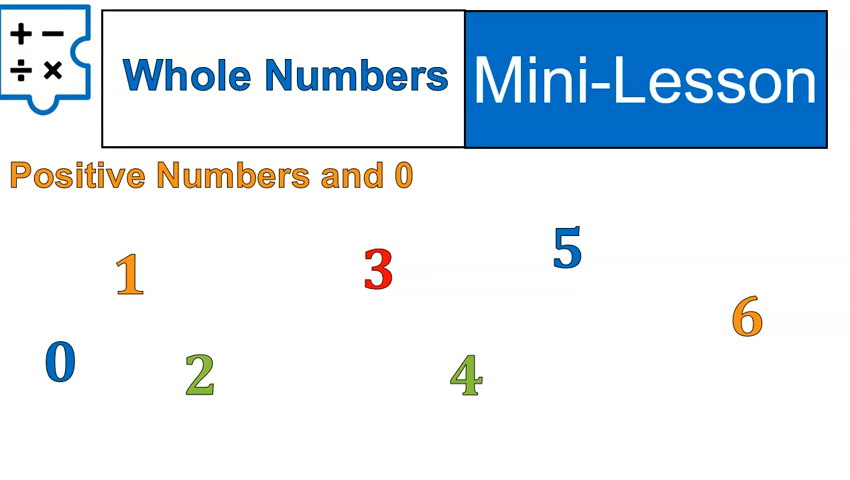 + −
÷ ×
Whole Numbers
Mini-Lesson
Positive Numbers and 0
0 1 2 3 4 5 6